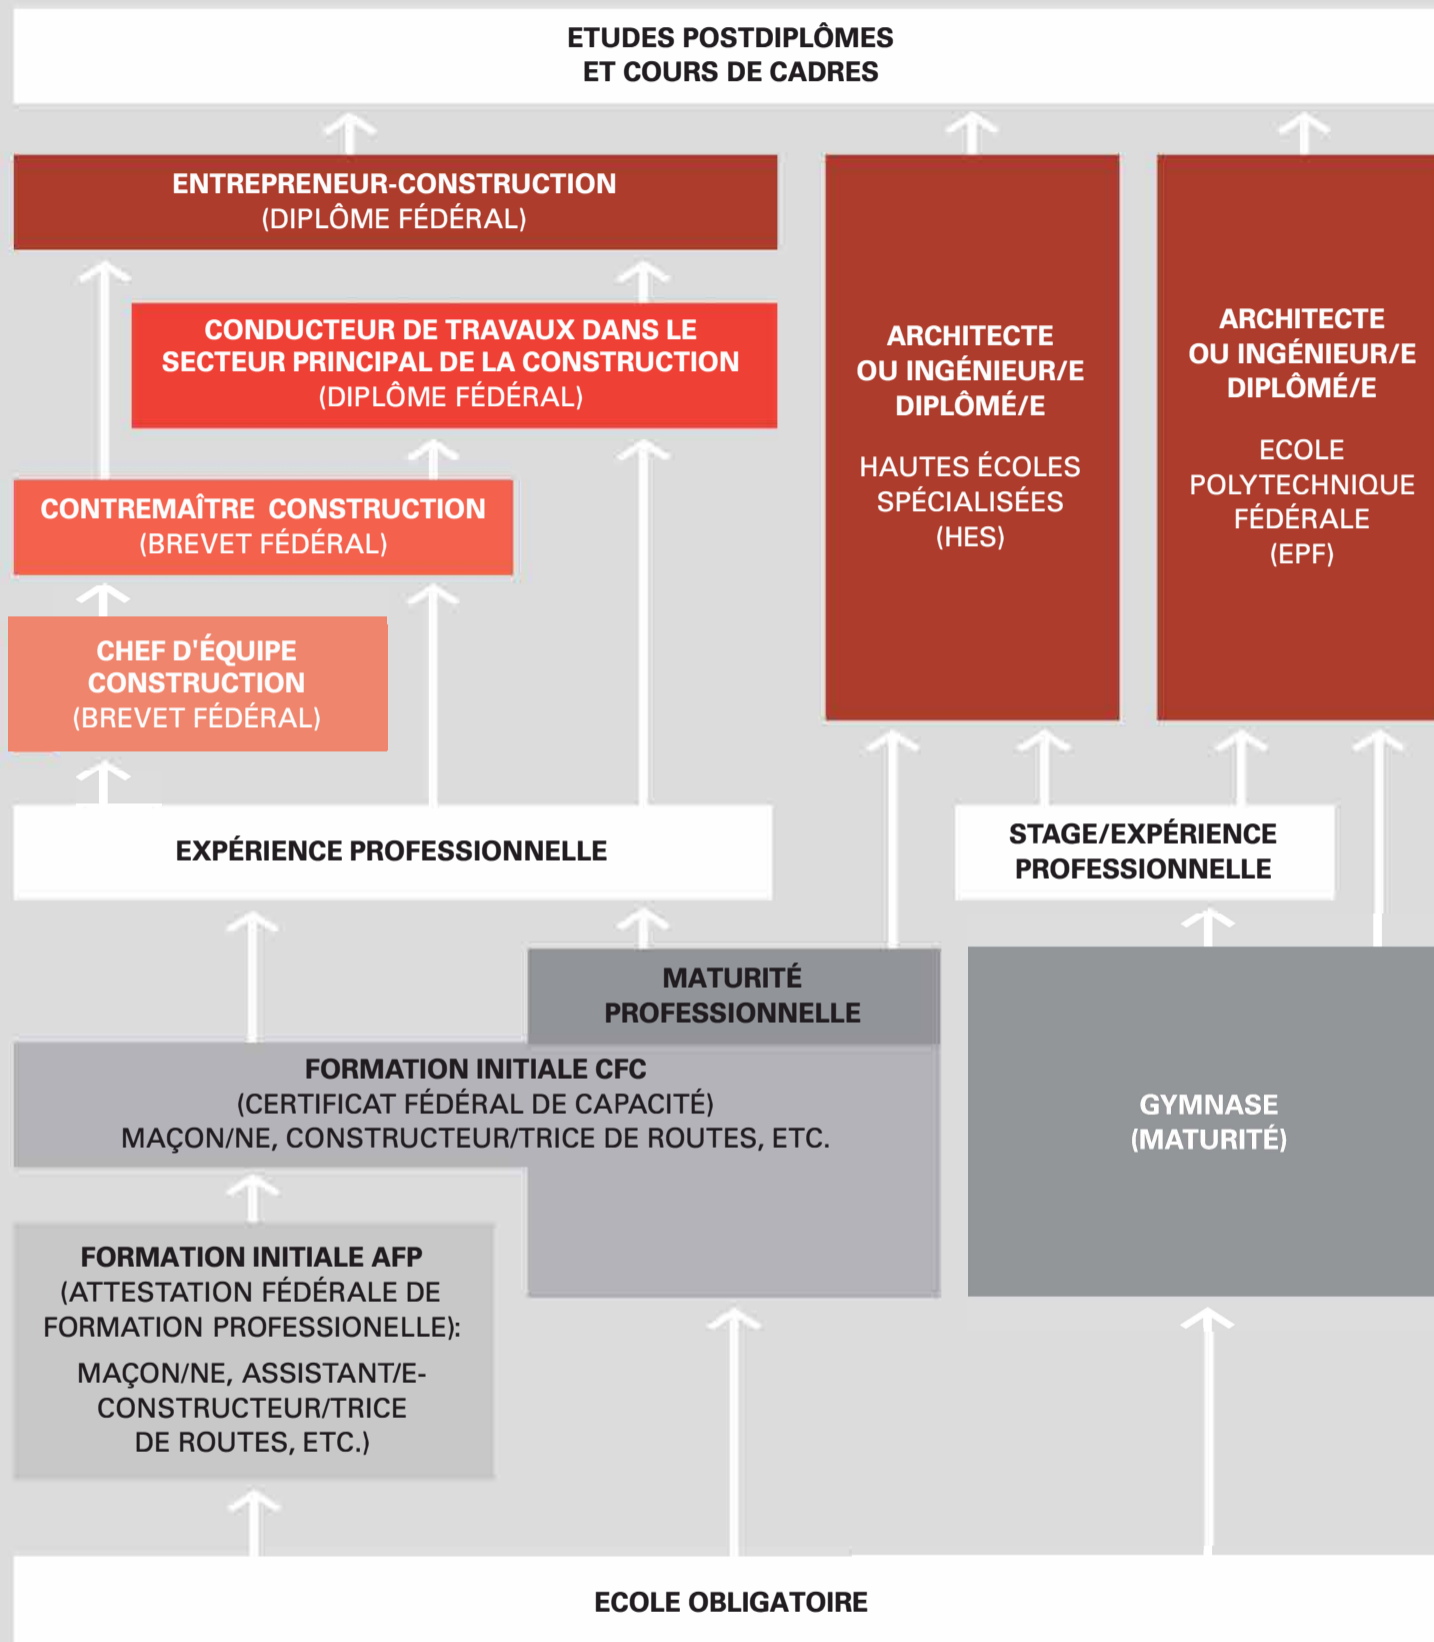 ETUDES POSTDIPLÔMES
ET COURS DE CADRES
ENTREPRENEUR-CONSTRUCTION
(DIPLÔME FÉDÉRAL)
CONDUCTEUR DE TRAVAUX DANS LE
SECTEUR PRINCIPAL DE LA CONSTRUCTION
(DIPLÔME FÉDÉRAL)
CONTREMAÎTRE CONSTRUCTION
(BREVET FÉDÉRAL)
CHEF D'ÉQUIPE
CONSTRUCTION
(BREVET FÉDÉRAL)
ARCHITECTE
OU INGÉNIEUR/E
DIPLÔMÉ/E
HAUTES ÉCOLES
SPÉCIALISÉES
(HES)
ARCHITECTE
OU INGÉNIEUR/E
DIPLÔMÉ/E
ECOLE
POLYTECHNIQUE
FÉDÉRALE
(EPF)
EXPÉRIENCE PROFESSIONNELLE
STAGE/EXPÉRIENCE
PROFESSIONNELLE
MATURITÉ
PROFESSIONNELLE
FORMATION INITIALE CFC
(CERTIFICAT FÉDÉRAL DE CAPACITÉ)
MAÇON/NE, CONSTRUCTEUR/TRICE DE ROUTES, ETC.
GYMNASE
(MATURITÉ)
FORMATION INITIALE AFP
(ATTESTATION FÉDÉRALE DE
FORMATION PROFESSIONELLE):
MAÇON/NE, ASSISTANT/E-
CONSTRUCTEUR/TRICE
DE ROUTES, ETC.)
ECOLE OBLIGATOIRE